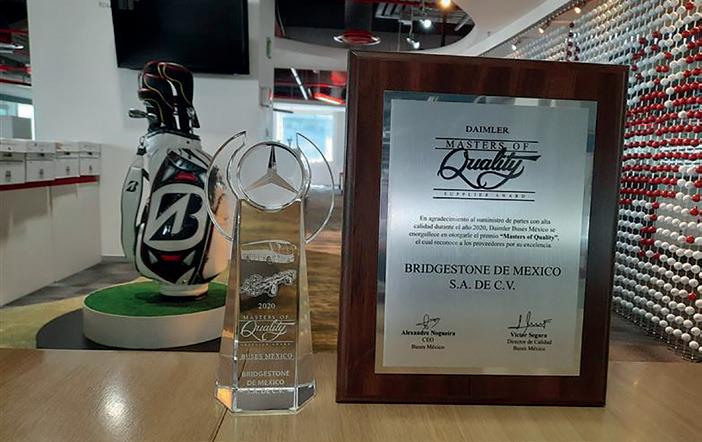 B
2020
MASTERS OF
Quality
SUPPLIER AWARD
BUSES MÉXICO
BRIDGESTONE
DE MEXICO
S.A. DE C.V.
DAIMLER
MASTERS OF
Quality
SUPPLIER AWARD
En agradecimiento al suministro de partes con alta
calidad durante el año 2020, Daimler Buses México se
enorgullece en otorgarle el premio “Masters of Quality”,
el cual reconoce a los proveedores por su excelencia.
BRIDGESTONE DE MEXICO
S.A. DE C.V.
Alexandre Nogueira
CEO
Buses México
Víctor Segura
Director de Calidad
Buses México